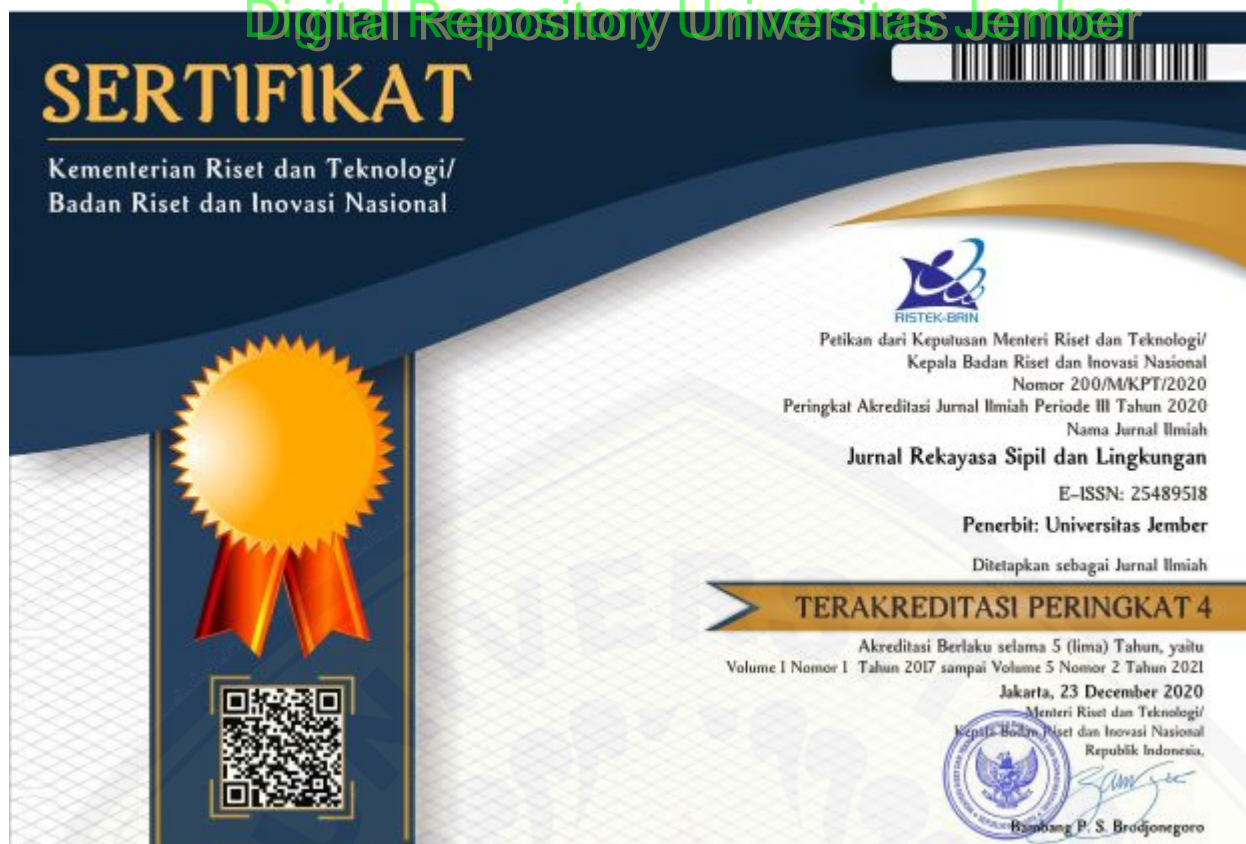 Digital Repository Universitas Jember
SERTIFIKAT
Kementerian Riset dan Teknologi/
Badan Riset dan Inovasi Nasional
RISTEK-BRIN
Petikan dari Keputusan Menteri Riset dan Teknologi/
Kepala Badan Riset dan Inovasi Nasional
Nomor 200/M/KPT/2020
Peringkat Akreditasi Jurnal Ilmiah Periode III Tahun 2020
Nama Jurnal Ilmiah
Jurnal Rekayasa Sipil dan Lingkungan
E-ISSN: 25489518
Penerbit: Universitas Jember
Ditetapkan sebagai Jurnal Ilmiah
TERAKREDITASI PERINGKAT 4
Akreditasi Berlaku selama 5 (lima) Tahun, yaitu
Volume 1 Nomor 1 Tahun 2017 sampai Volume 5 Nomor 2 Tahun 2021
Jakarta, 23 December 2020
Menteri Riset dan Teknologi/
Kepala Badan Riset dan Inovasi Nasional
Republik Indonesia,
Bambang P. S. Brodjonegoro